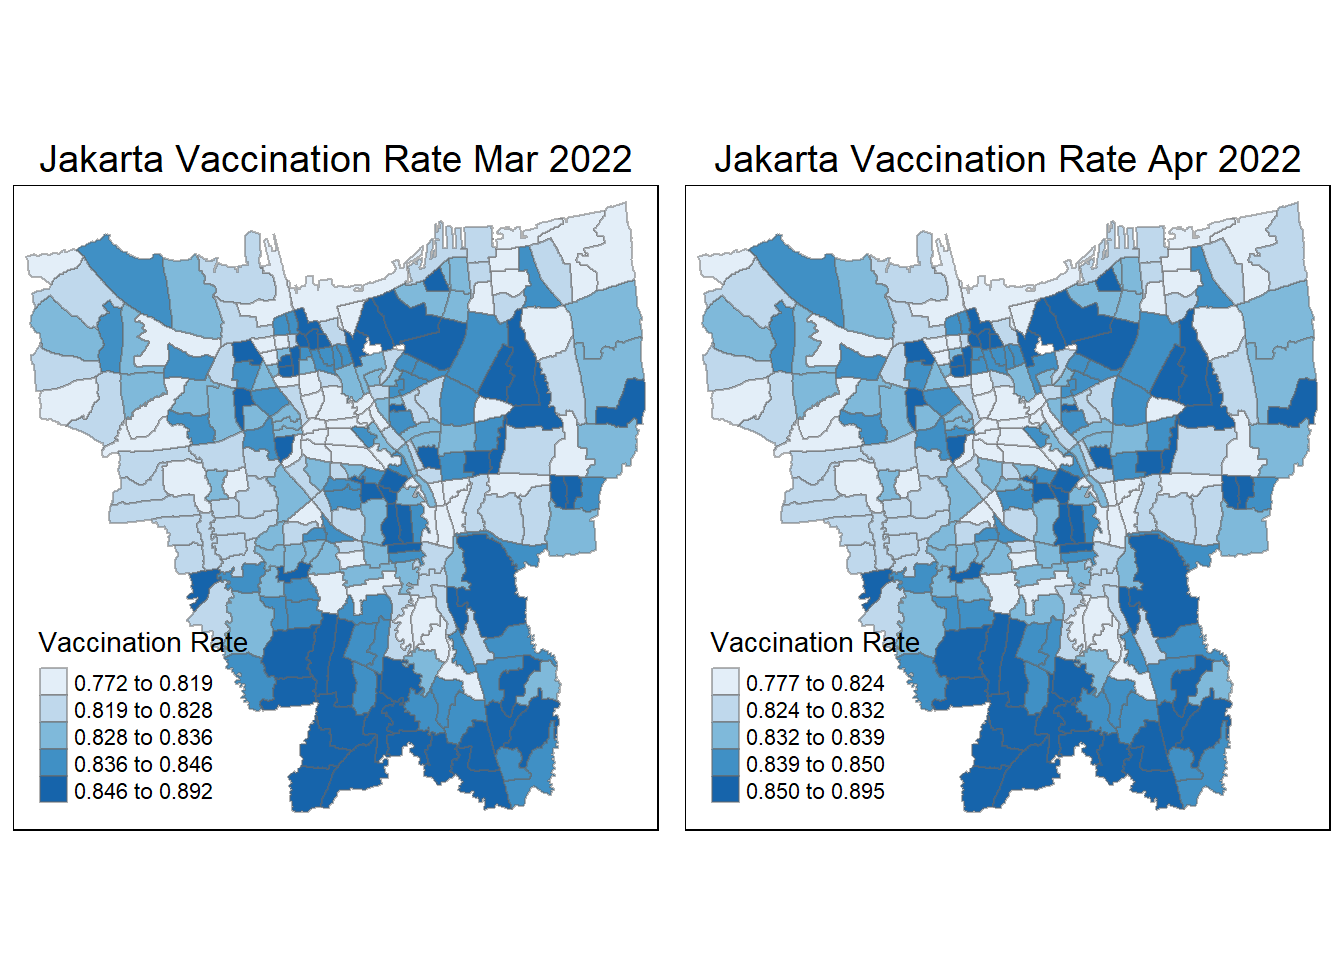 Jakarta Vaccination Rate Mar 2022
Vaccination Rate
0.772 to 0.819
0.819 to 0.828
0.828 to 0.836
0.836 to 0.846
0.846 to 0.892
Jakarta Vaccination Rate Apr 2022
Vaccination Rate
0.777 to 0.824
0.824 to 0.832
0.832 to 0.839
0.839 to 0.850
0.850 to 0.895